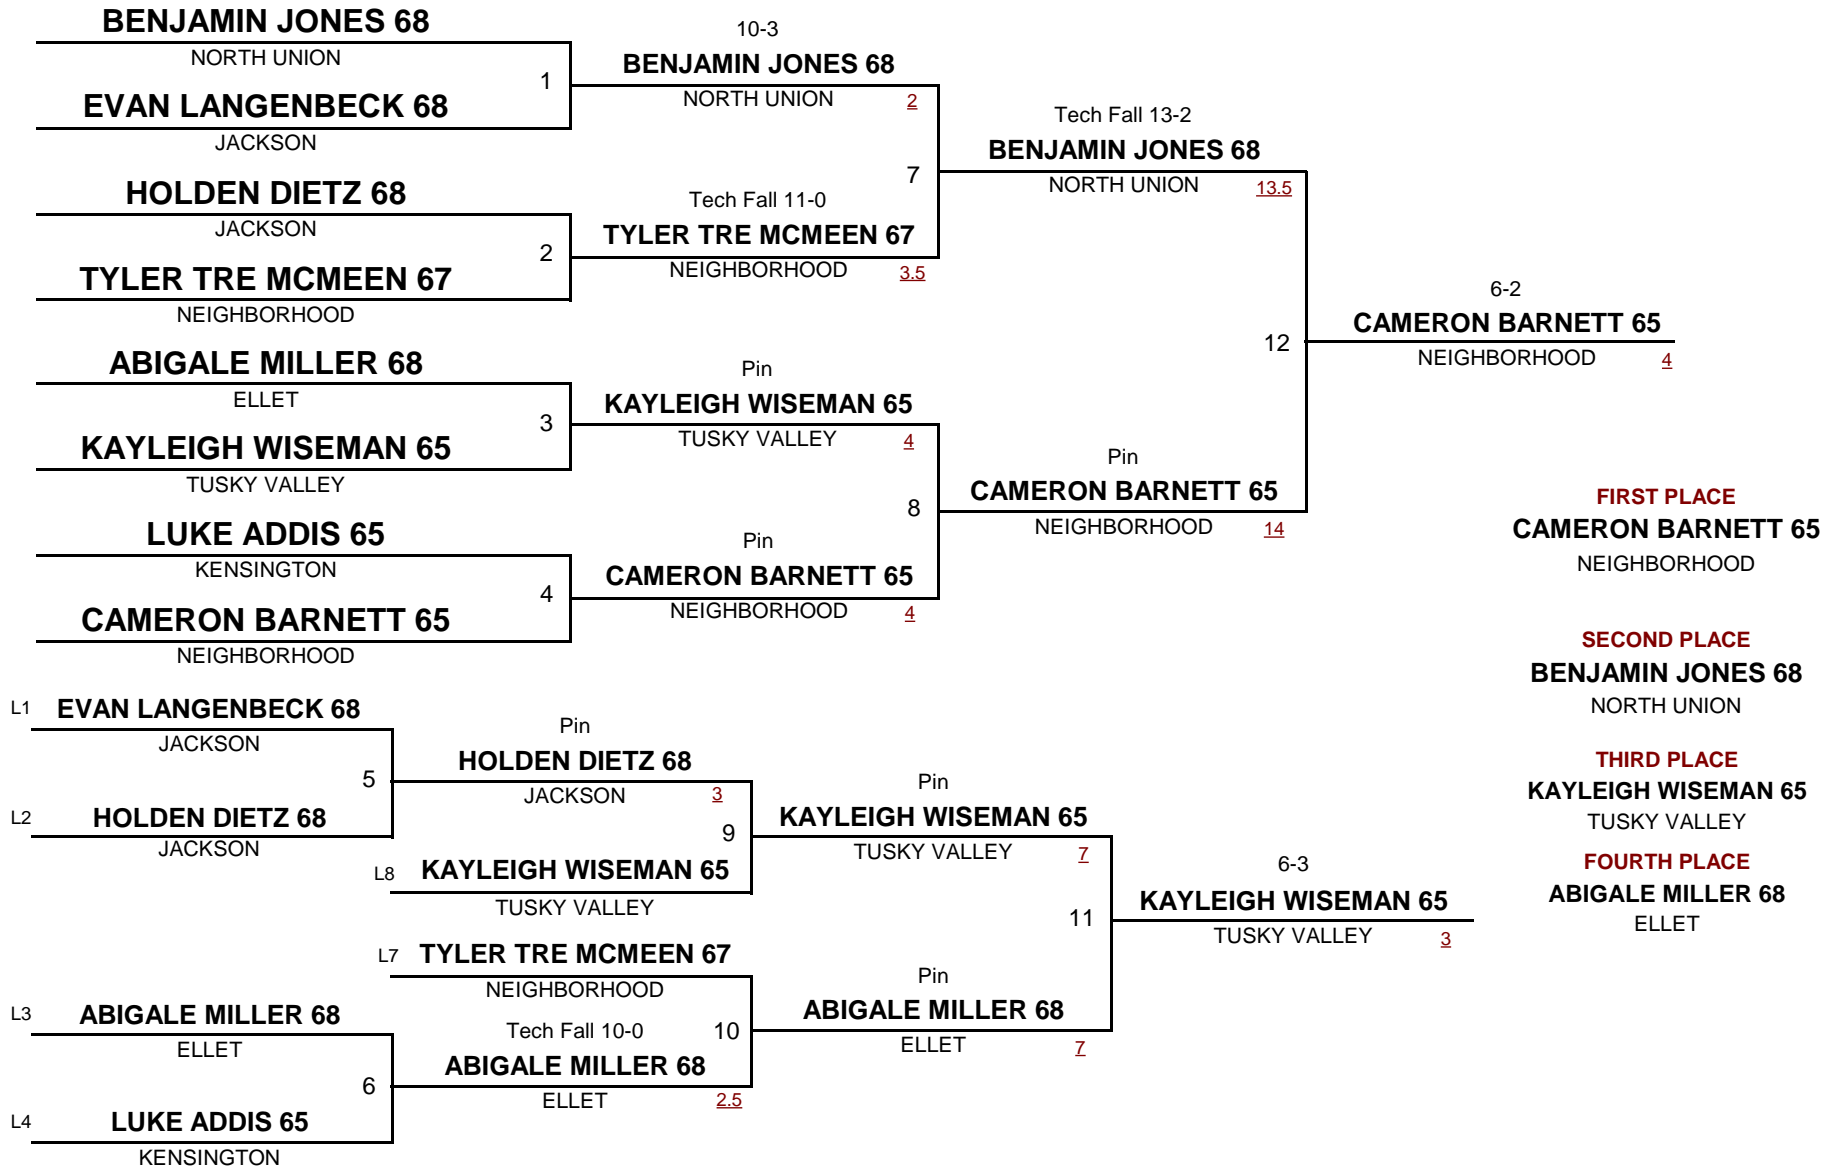 BENJAMIN JONES 68
NORTH UNION
1
EVAN LANGENBECK 68
JACKSON
HOLDEN DIETZ 68
JACKSON
2
TYLER TRE MCMEEN 67
NEIGHBORHOOD
ABIGALE MILLER 68
ELLET
3
KAYLEIGH WISEMAN 65
TUSKY VALLEY
LUKE ADDIS 65
KENSINGTON
4
CAMERON BARNETT 65
NEIGHBORHOOD
10-3
BENJAMIN JONES 68
NORTH UNION 2
7
Tech Fall 11-0
TYLER TRE MCMEEN 67
NEIGHBORHOOD 3.5
Pin
KAYLEIGH WISEMAN 65
TUSKY VALLEY 4
8
Pin
CAMERON BARNETT 65
NEIGHBORHOOD 4
Tech Fall 13-2
BENJAMIN JONES 68
NORTH UNION 13.5
12
Pin
CAMERON BARNETT 65
NEIGHBORHOOD 14
6-2
CAMERON BARNETT 65
NEIGHBORHOOD 4
FIRST PLACE
CAMERON BARNETT 65
NEIGHBORHOOD
SECOND PLACE
BENJAMIN JONES 68
NORTH UNION
THIRD PLACE
KAYLEIGH WISEMAN 65
TUSKY VALLEY
FOURTH PLACE
ABIGALE MILLER 68
ELLET
L1 EVAN LANGENBECK 68
JACKSON
5
L2 HOLDEN DIETZ 68
JACKSON
L3 ABIGALE MILLER 68
ELLET
6
L4 LUKE ADDIS 65
KENSINGTON
Pin
HOLDEN DIETZ 68
JACKSON 3
9
L8 KAYLEIGH WISEMAN 65
TUSKY VALLEY
L7 TYLER TRE MCMEEN 67
NEIGHBORHOOD
Tech Fall 10-0 10
ABIGALE MILLER 68
ELLET 2.5
Pin
KAYLEIGH WISEMAN 65
TUSKY VALLEY 7
11
Pin
ABIGALE MILLER 68
ELLET 7
6-3
KAYLEIGH WISEMAN 65
TUSKY VALLEY 3